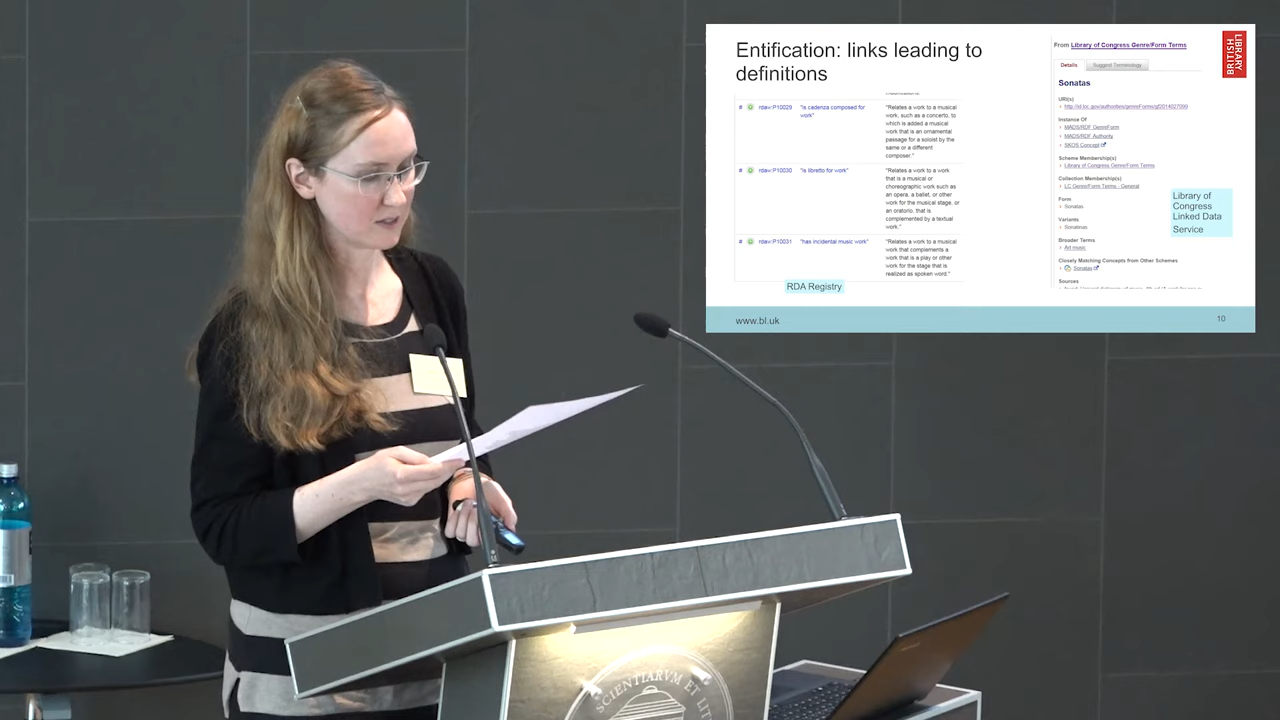 Entification: links leading to
definitions
# rdaw:P10029 "is cadenza composed for
work"
"Relates a work to a musical
work, such as a concerto, to
which is added a musical
work that is an ornamental
passage for a soloist by the
same or a different
composer."
# rdaw:P10030 "is libretto for work"
"Relates a work to a work
that is a musical or
choreographic work such as
an opera, a ballet, or other
work for the musical stage, or
an oratorio, that is
complemented by a textual
work."
# rdaw:P10031 "has incidental music work"
"Relates a work to a musical
work that complements a
work that is a play or other
work for the stage that is
realized as spoken word."
RDA Registry
From Library of Congress Genre/Form Terms
Details Suggest Terminology
Sonatas
URI(s)
http://id.loc.gov/authorities/genreForms/gf2014027099
Instance Of
MADS/RDF GenreForm
MADS/RDF Authority
SKOS Concept
Scheme Membership(s)
Library of Congress Genre/Form Terms
Collection Membership(s)
LC Genre/Form Terms - General
Form
Sonatas
Variants
Sonatinas
Broader Terms
Art music
Closely Matching Concepts from Other Schemes
Sonatas
Sources
Library of
Congress
Linked Data
Service
LIBRARY
BRITISH
www.bl.uk
10
SCIENTIARVM ET LIT